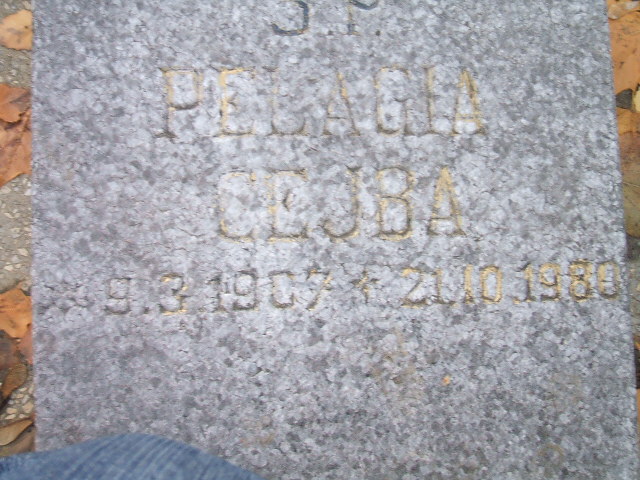 Ś.P.
PELAGIA
CEJBA
* 9.3.1907 † 21.10.1980